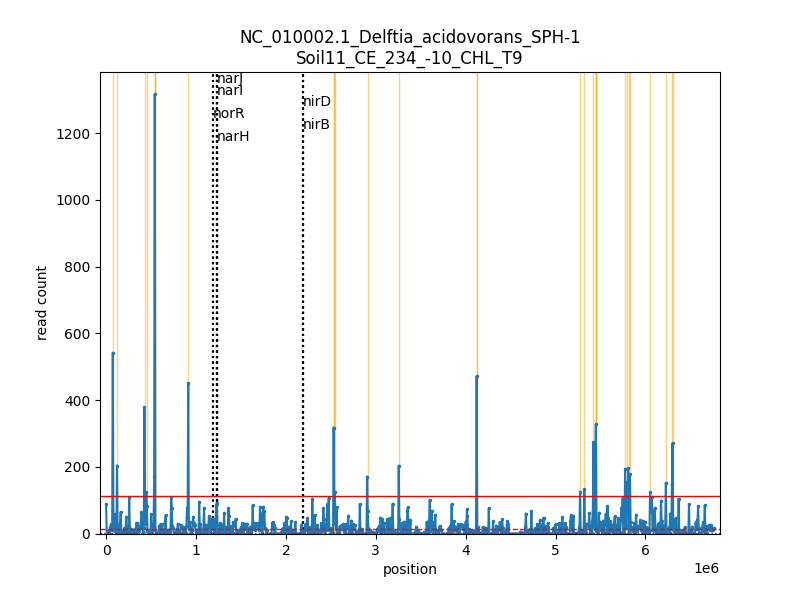 NC_010002.1_Delftia_acidovorans_SPH-1
Soil11_CE_234_-10_CHL_T9
narJ
narI
norR
narH
nirD
nirB
1200
1000
800
600
400
200
0
read count
0 1 2 3 4 5 6
1e6
position